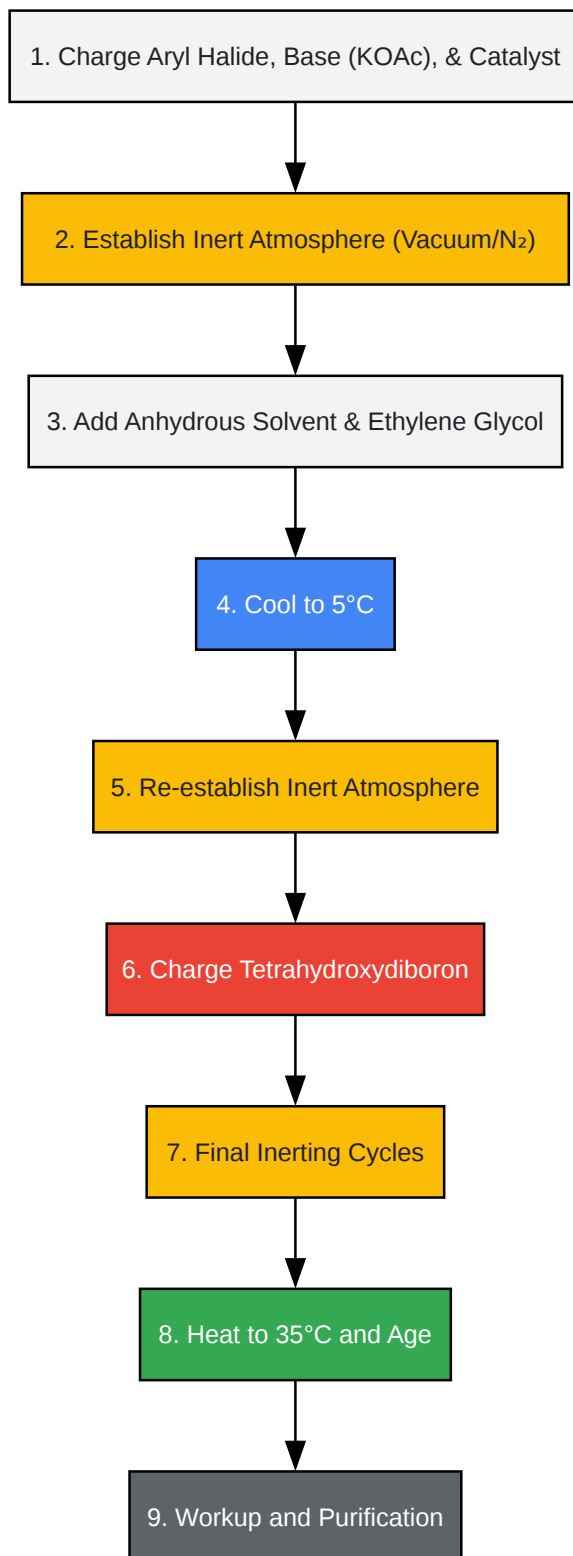 1. Charge Aryl Halide, Base (KOAc), & Catalyst
2. Establish Inert Atmosphere (Vacuum/N₂)
3. Add Anhydrous Solvent & Ethylene Glycol
4. Cool to 5°C
5. Re-establish Inert Atmosphere
6. Charge Tetrahydroxydiboron
7. Final Inerting Cycles
8. Heat to 35°C and Age
9. Workup and Purification